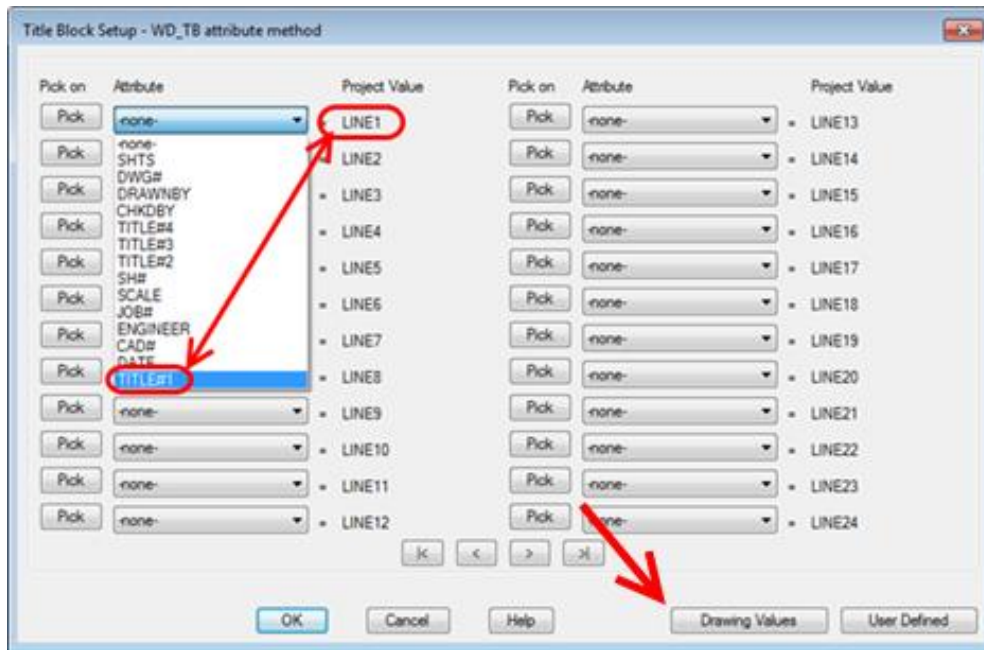 Title Block Setup - WD_TB attribute method
Pick on Attribute Project Value Pick on Attribute Project Value
Pick -none- = LINE1 Pick -none- = LINE13
-none-
SHTS
DWG#
DRAWNBY
CHKDBY
TITLE#4
TITLE#3
TITLE#2
SH#
SCALE
JOB#
ENGINEER
CAD#
DATE
TITLE#1
Pick = LINE2 Pick -none- = LINE14
Pick = LINE3 Pick -none- = LINE15
Pick = LINE4 Pick -none- = LINE16
Pick = LINE5 Pick -none- = LINE17
Pick = LINE6 Pick -none- = LINE18
Pick = LINE7 Pick -none- = LINE19
Pick = LINE8 Pick -none- = LINE20
Pick -none- = LINE9 Pick -none- = LINE21
Pick -none- = LINE10 Pick -none- = LINE22
Pick -none- = LINE11 Pick -none- = LINE23
Pick -none- = LINE12 Pick -none- = LINE24
|< < > >|
OK Cancel Help Drawing Values User Defined